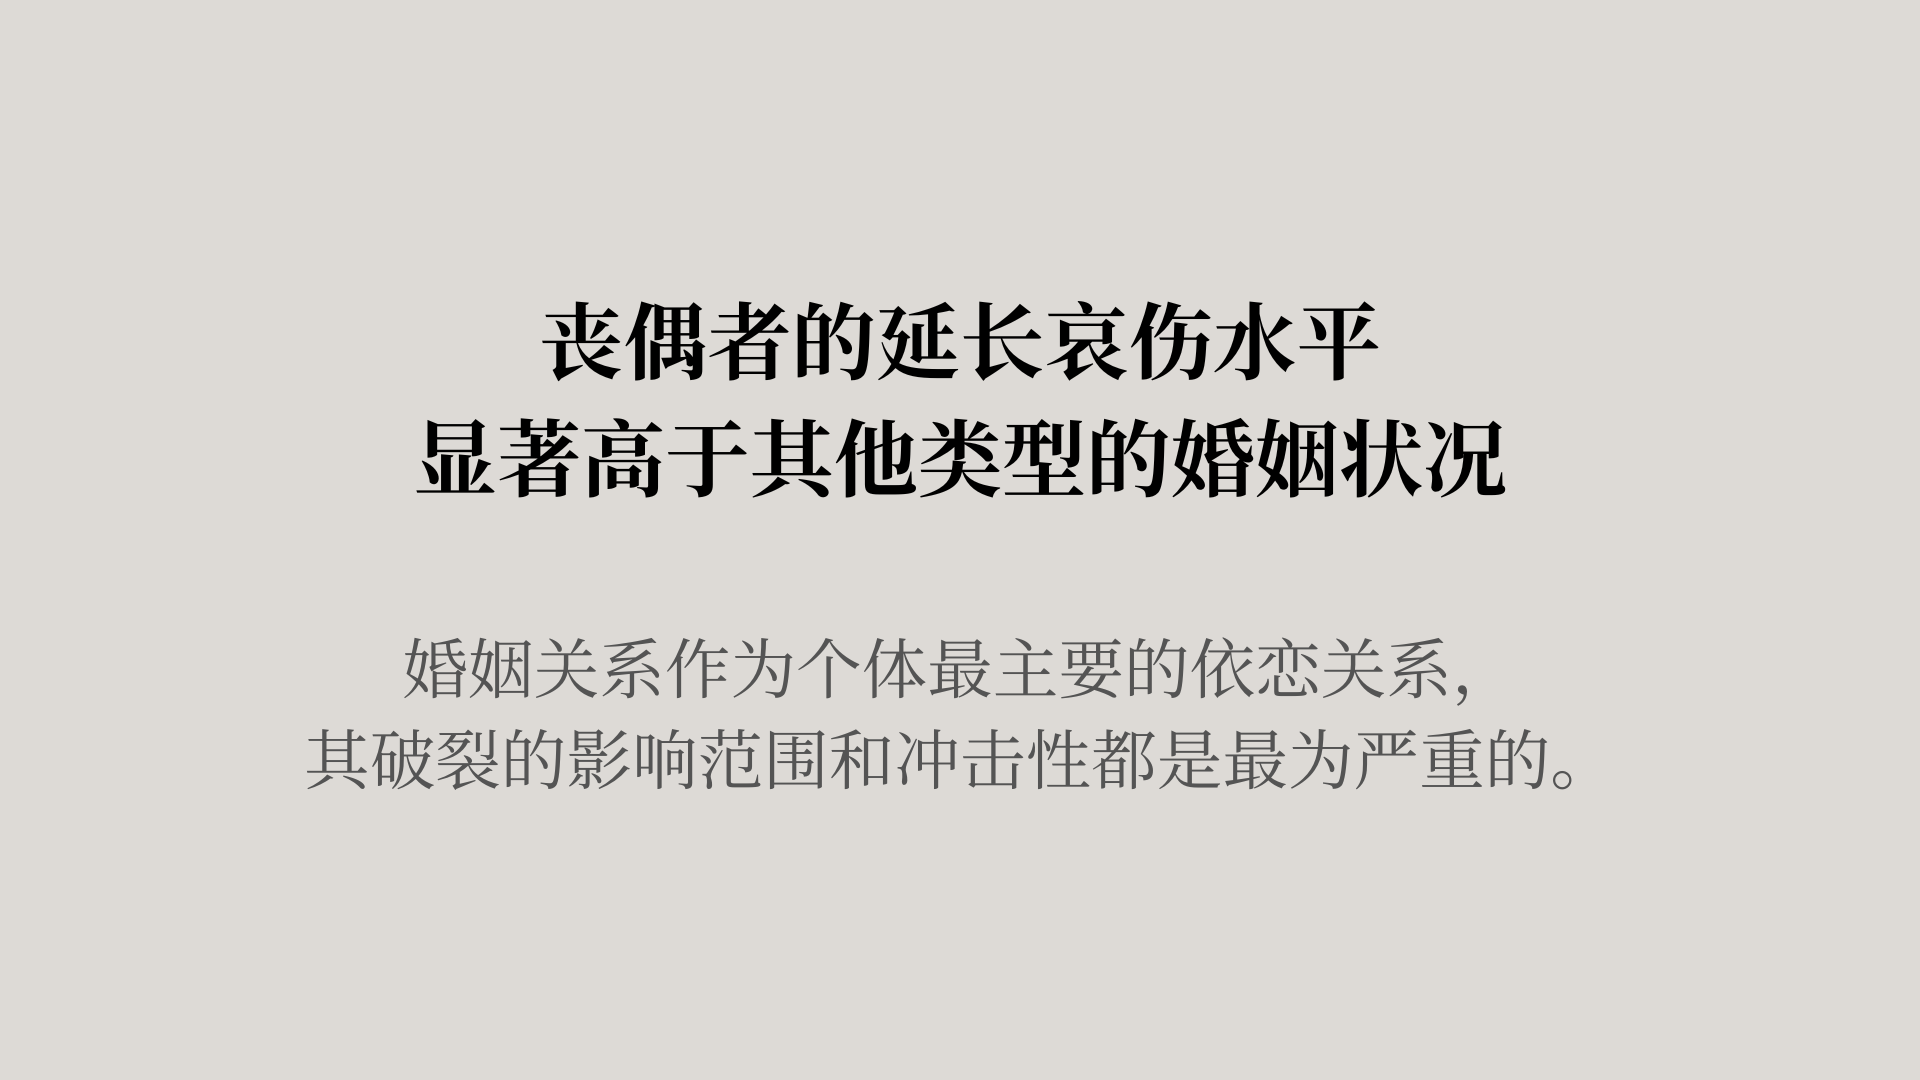 丧偶者的延长哀伤水平
显著高于其他类型的婚姻状况
婚姻关系作为个体最主要的依恋关系，
其破裂的影响范围和冲击性都是最为严重的。